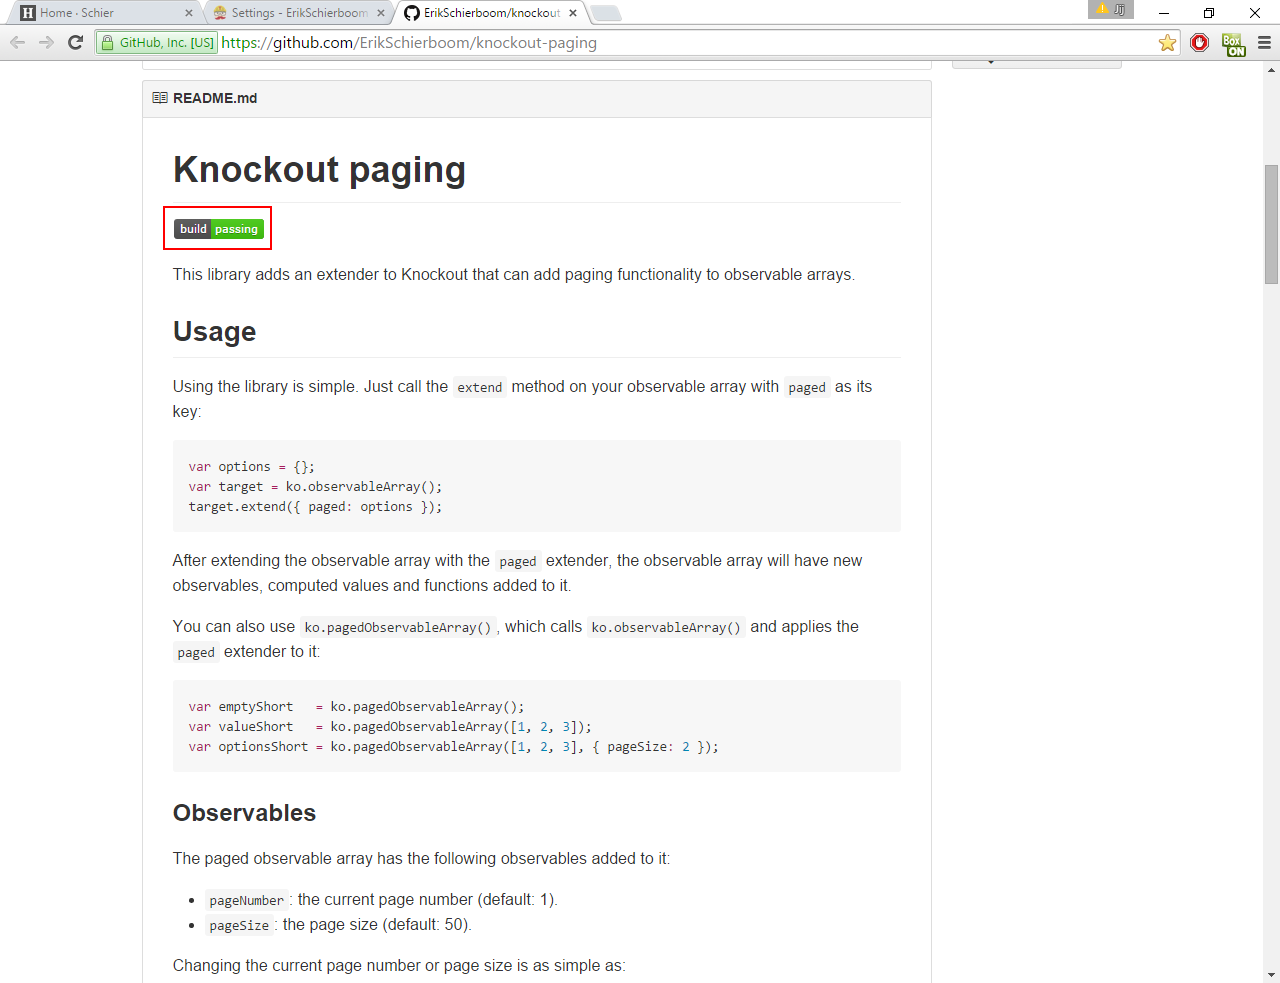 Home - Schier
Settings - ErikSchierboom
ErikSchierboom/knockout
Jij
GitHub, Inc. [US]
https://github.com/ErikSchierboom/knockout-paging
Box
ON
README.md
Knockout paging
build passing
This library adds an extender to Knockout that can add paging functionality to observable arrays.
Usage
Using the library is simple. Just call the extend method on your observable array with paged as its
key:
var options = {};
var target = ko.observableArray();
target.extend({ paged: options });
After extending the observable array with the paged extender, the observable array will have new
observables, computed values and functions added to it.
You can also use ko.pagedObservableArray(), which calls ko.observableArray() and applies the
paged extender to it:
var emptyShort   = ko.pagedObservableArray();
var valueShort   = ko.pagedObservableArray([1, 2, 3]);
var optionsShort = ko.pagedObservableArray([1, 2, 3], { pageSize: 2 });
Observables
The paged observable array has the following observables added to it:
• pageNumber: the current page number (default: 1).
• pageSize: the page size (default: 50).
Changing the current page number or page size is as simple as: